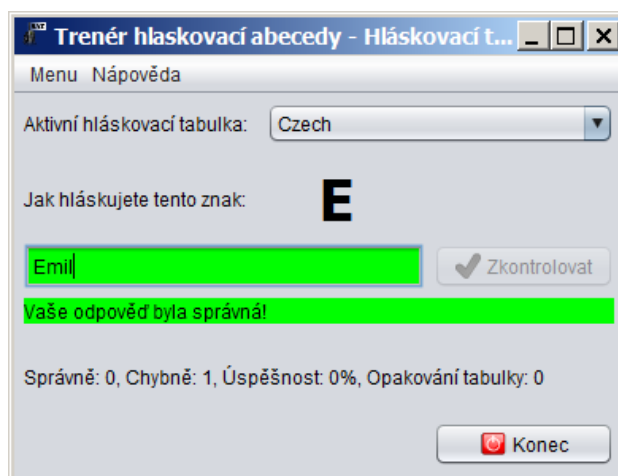 Trenér hlaskovací abecedy - Hláskovací t...
Menu Nápověda
Aktivní hláskovací tabulka: Czech
Jak hláskujete tento znak: E
Emil Zkontrolovat
Vaše odpověď byla správná!
Správně: 0, Chybně: 1, Úspěšnost: 0%, Opakování tabulky: 0
Konec